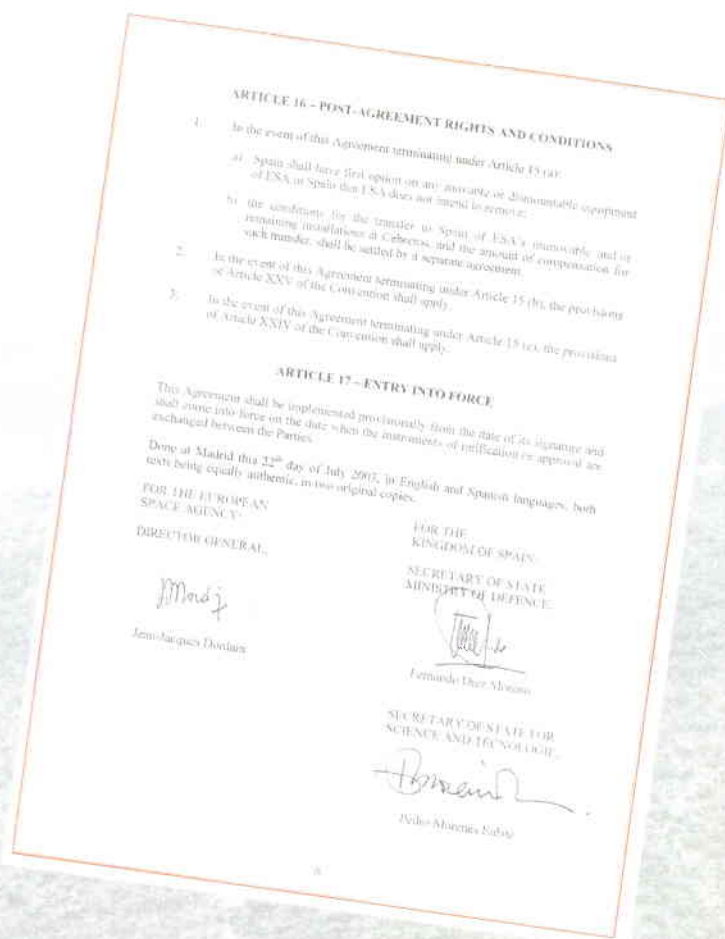 ARTICLE 16 – POST-AGREEMENT RIGHTS AND CONDITIONS
1. In the event of this Agreement terminating under Article 15 (a):
a) Spain shall have first option on any movable or dismountable equipment
of ESA in Spain that ESA does not intend to remove;
b) the conditions for the transfer to Spain of ESA's immovable and/or
remaining installations at Cebreros, and the amount of compensation for
such transfer, shall be settled by a separate agreement.
2. In the event of this Agreement terminating under Article 15 (b), the provisions
of Article XXV of the Convention shall apply.
3. In the event of this Agreement terminating under Article 15 (c), the provisions
of Article XXIV of the Convention shall apply.
ARTICLE 17 – ENTRY INTO FORCE
This Agreement shall be implemented provisionally from the date of its signature and
shall come into force on the date when the instruments of ratification or approval are
exchanged between the Parties.
Done at Madrid this 22nd day of July 2003, in English and Spanish languages, both
texts being equally authentic, in two original copies.
FOR THE EUROPEAN
SPACE AGENCY:
DIRECTOR GENERAL,
Jean-Jacques Dordain
FOR THE
KINGDOM OF SPAIN:
SECRETARY OF STATE
MINISTRY OF DEFENCE,
Fernando Díez Moreno
SECRETARY OF STATE FOR
SCIENCE AND TECNOLOGIE,
Pedro Morenés Eulate